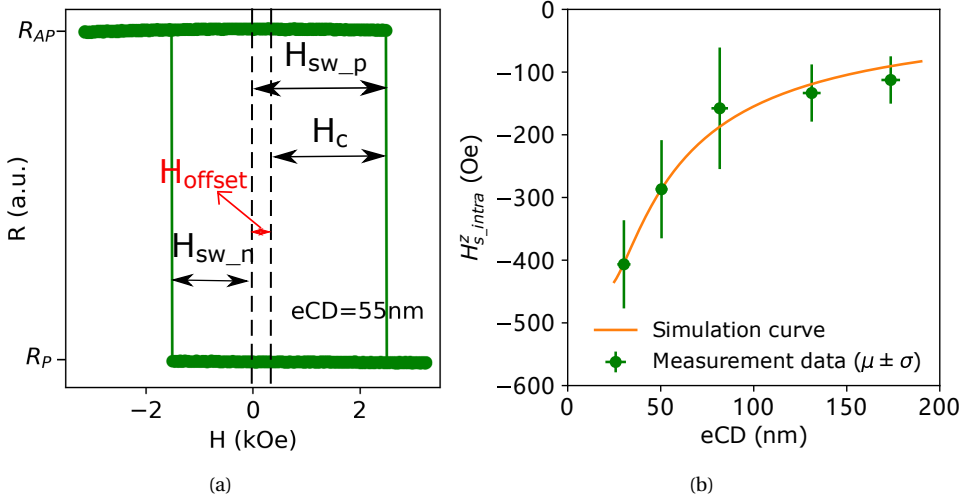 R_AP
R_P
R (a.u.)
H_sw_p
H_c
H_offset
H_sw_n
eCD=55nm
−2 0 2
H (kOe)
(a)
0
−100
−200
−300
−400
−500
−600
H^z_s_intra (Oe)
Simulation curve
Measurement data (μ ± σ)
0 50 100 150 200
eCD (nm)
(b)